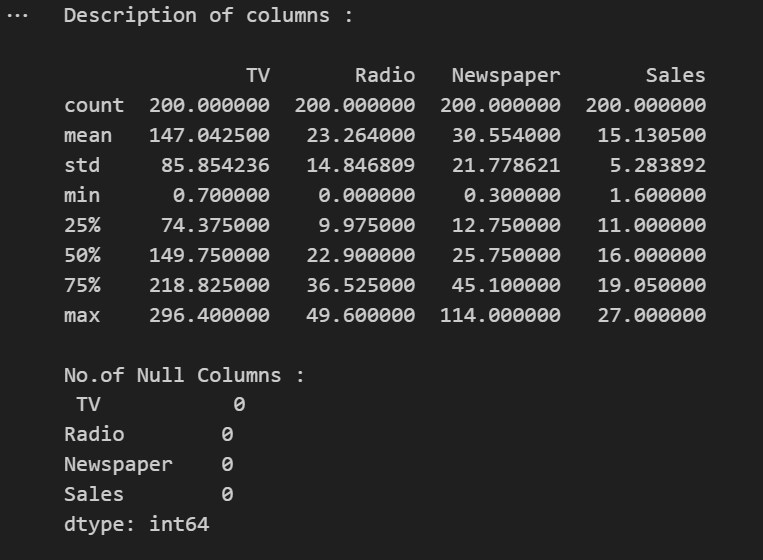 ...
Description of columns :
TV Radio Newspaper Sales
count 200.000000 200.000000 200.000000 200.000000
mean 147.042500 23.264000 30.554000 15.130500
std 85.854236 14.846809 21.778621 5.283892
min 0.700000 0.000000 0.300000 1.600000
25% 74.375000 9.975000 12.750000 11.000000
50% 149.750000 22.900000 25.750000 16.000000
75% 218.825000 36.525000 45.100000 19.050000
max 296.400000 49.600000 114.000000 27.000000
No.of Null Columns :
TV 0
Radio 0
Newspaper 0
Sales 0
dtype: int64